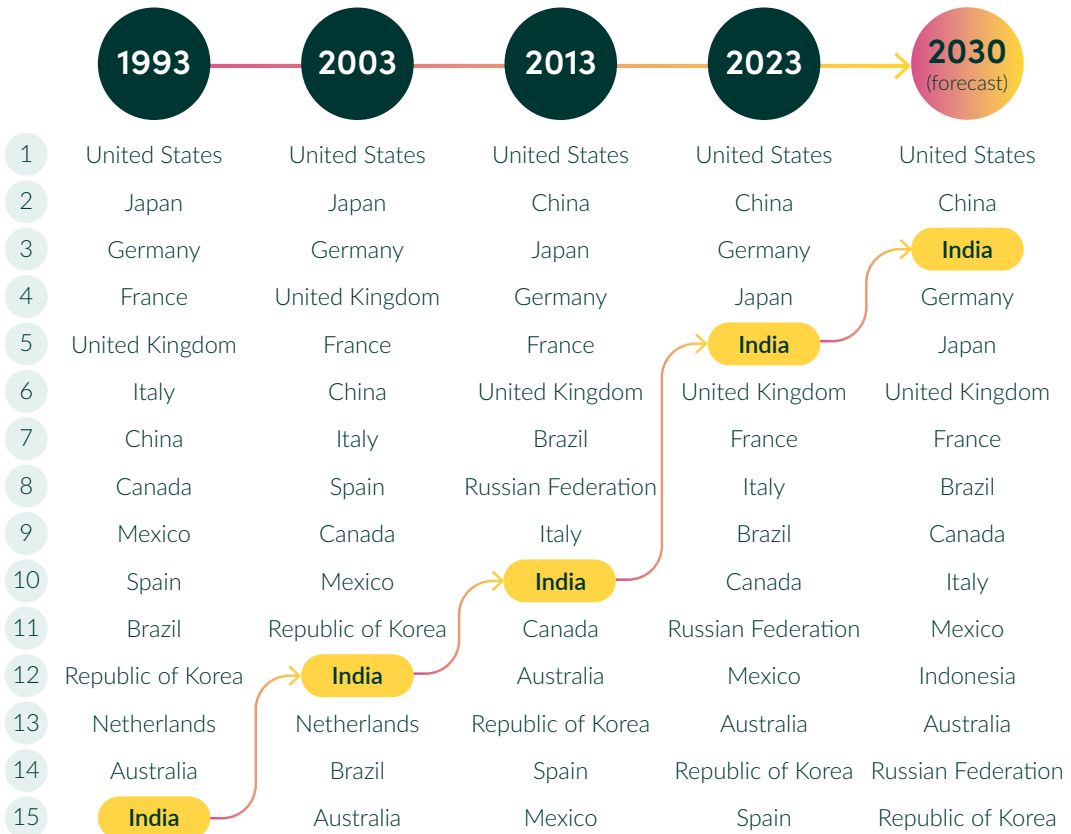 1993 2003 2013 2023 2030
(forecast)
1 United States United States United States United States United States
2 Japan Japan China China China
3 Germany Germany Japan Germany India
4 France United Kingdom Germany Japan Germany
5 United Kingdom France France India Japan
6 Italy China United Kingdom United Kingdom United Kingdom
7 China Italy Brazil France France
8 Canada Spain Russian Federation Italy Brazil
9 Mexico Canada Italy Brazil Canada
10 Spain Mexico India Canada Italy
11 Brazil Republic of Korea Canada Russian Federation Mexico
12 Republic of Korea India Australia Mexico Indonesia
13 Netherlands Netherlands Republic of Korea Australia Australia
14 Australia Brazil Spain Republic of Korea Russian Federation
15 India Australia Mexico Spain Republic of Korea